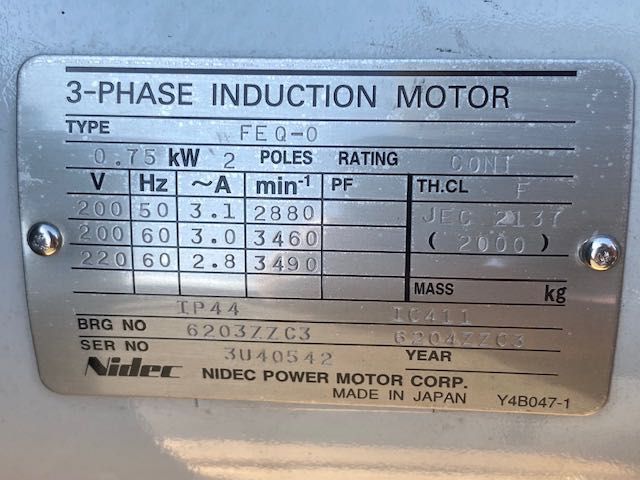 3-PHASE INDUCTION MOTOR
TYPE FEQ-0
0.75 kW 2 POLES RATING CONT
V Hz ~A min-1 PF TH.CL F
200 50 3.1 2880 JEC 2137
200 60 3.0 3460 (2000)
220 60 2.8 3490
MASS kg
IP44 IC411
BRG NO 6203ZZC3 6204ZZC3
SER NO 3U40542 YEAR
Nidec NIDEC POWER MOTOR CORP.
MADE IN JAPAN Y4B047-1